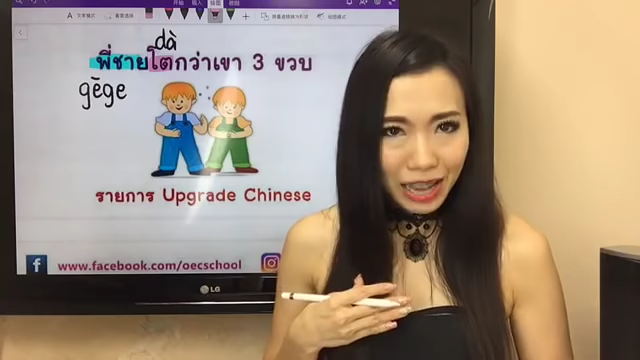 dà
พี่ชายโตกว่าเขา 3 ขวบ
gēge
รายการ Upgrade Chinese
www.facebook.com/oecschool
LG